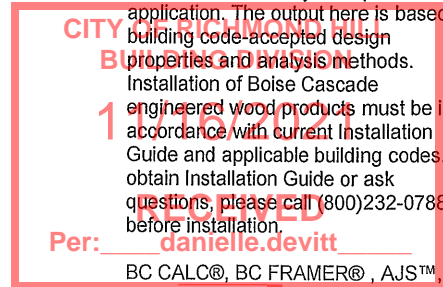 application. The output here is based
building code-accepted design
properties and analysis methods.
Installation of Boise Cascade
engineered wood products must be i
accordance with current Installation
Guide and applicable building codes.
obtain Installation Guide or ask
questions, please call (800)232-0788
before installation.
BC CALC®, BC FRAMER® , AJS™,
CITY OF RICHMOND HILL
BUILDING DIVISION
11/16/2021
RECEIVED
Per:____danielle.devitt_____